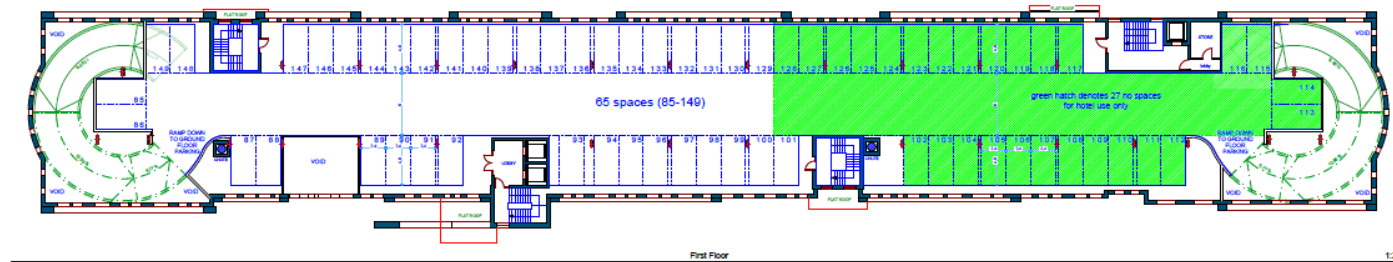 FLAT ROOF
FLAT ROOF
VOID
VOID
STORE
lobby
149 148
147 146 145 144 143 142 141 140 139 138 137 136 135 134 133 132 131 130 129 128 127 126 125 124 123 122 121 120 119 118 117
116 115
85
86
65 spaces (85-149)
green hatch denotes 27 no spaces
for hotel use only
114
113
RAMP DOWN
TO GROUND
FLOOR
PARKING
RAMP DOWN
TO GROUND
FLOOR
PARKING
87 88
89 90 91 92
93 94 95 96 97 98 99 100 101
102 103 104 105 106 107 108 109 110 111 112
VOID
LOBBY
VOID
VOID
VOID
VOID
FLAT ROOF
FLAT ROOF
First Floor